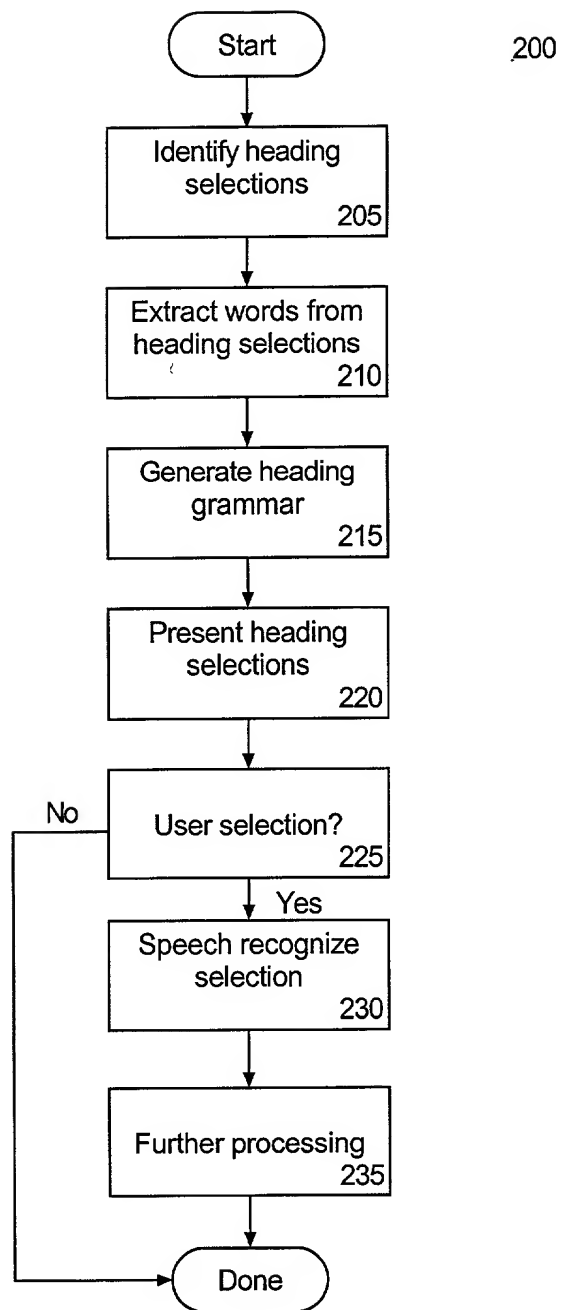 Start
200
Identify heading
selections
205
Extract words from
heading selections
210
Generate heading
grammar
215
Present heading
selections
220
No
User selection?
225
Yes
Speech recognize
selection
230
Further processing
235
Done